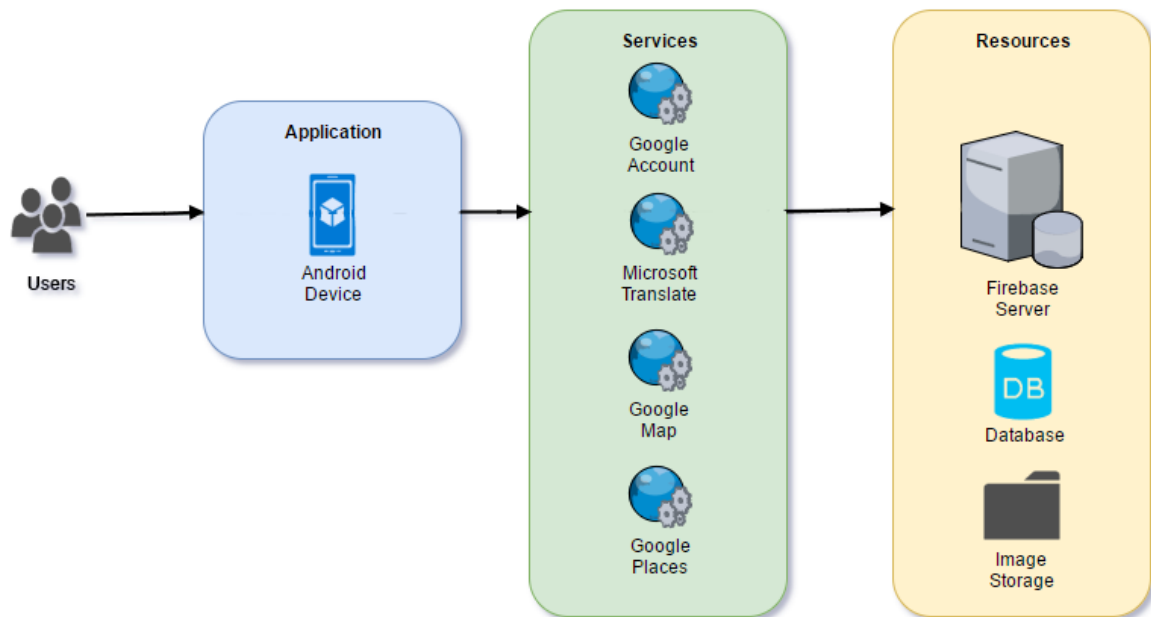 Users
Application
Android
Device
Services
Google
Account
Microsoft
Translate
Google
Map
Google
Places
Resources
Firebase
Server
DB
Database
Image
Storage